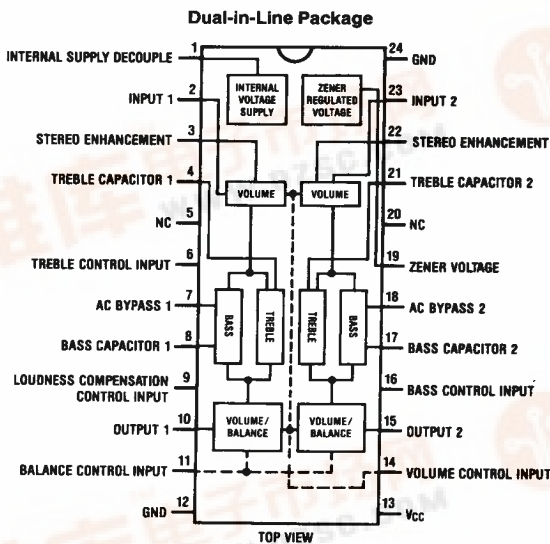 Dual-in-Line Package
1
INTERNAL SUPPLY DECOUPLE
2
INPUT 1
3
STEREO ENHANCEMENT
4
TREBLE CAPACITOR 1
5
NC
6
TREBLE CONTROL INPUT
7
AC BYPASS 1
8
BASS CAPACITOR 1
9
LOUDNESS COMPENSATION
CONTROL INPUT
10
OUTPUT 1
11
BALANCE CONTROL INPUT
12
GND
INTERNAL
VOLTAGE
SUPPLY
ZENER
REGULATED
VOLTAGE
VOLUME
VOLUME
BASS
TREBLE
TREBLE
BASS
VOLUME/
BALANCE
VOLUME/
BALANCE
24
GND
23
INPUT 2
22
STEREO ENHANCEMENT
21
TREBLE CAPACITOR 2
20
NC
19
ZENER VOLTAGE
18
AC BYPASS 2
17
BASS CAPACITOR 2
16
BASS CONTROL INPUT
15
OUTPUT 2
14
VOLUME CONTROL INPUT
13
VCC
TOP VIEW